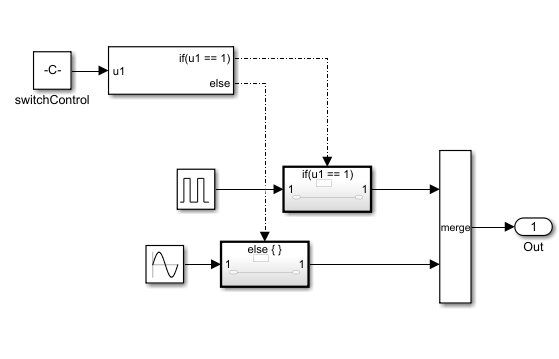 if(u1 == 1)
-C-
u1
else
switchControl
if(u1 == 1)
1
1
merge
1
Out
else { }
1
1